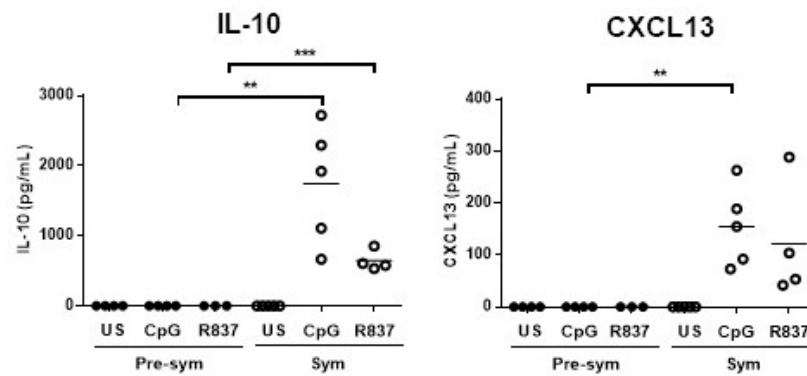 IL-10
***
**
3000
2000
1000
0
IL-10 (pg/mL)
US CpG R837 US CpG R837
Pre-sym Sym
CXCL13
**
400
300
200
100
0
CXCL13 (pg/mL)
US CpG R837 US CpG R837
Pre-sym Sym